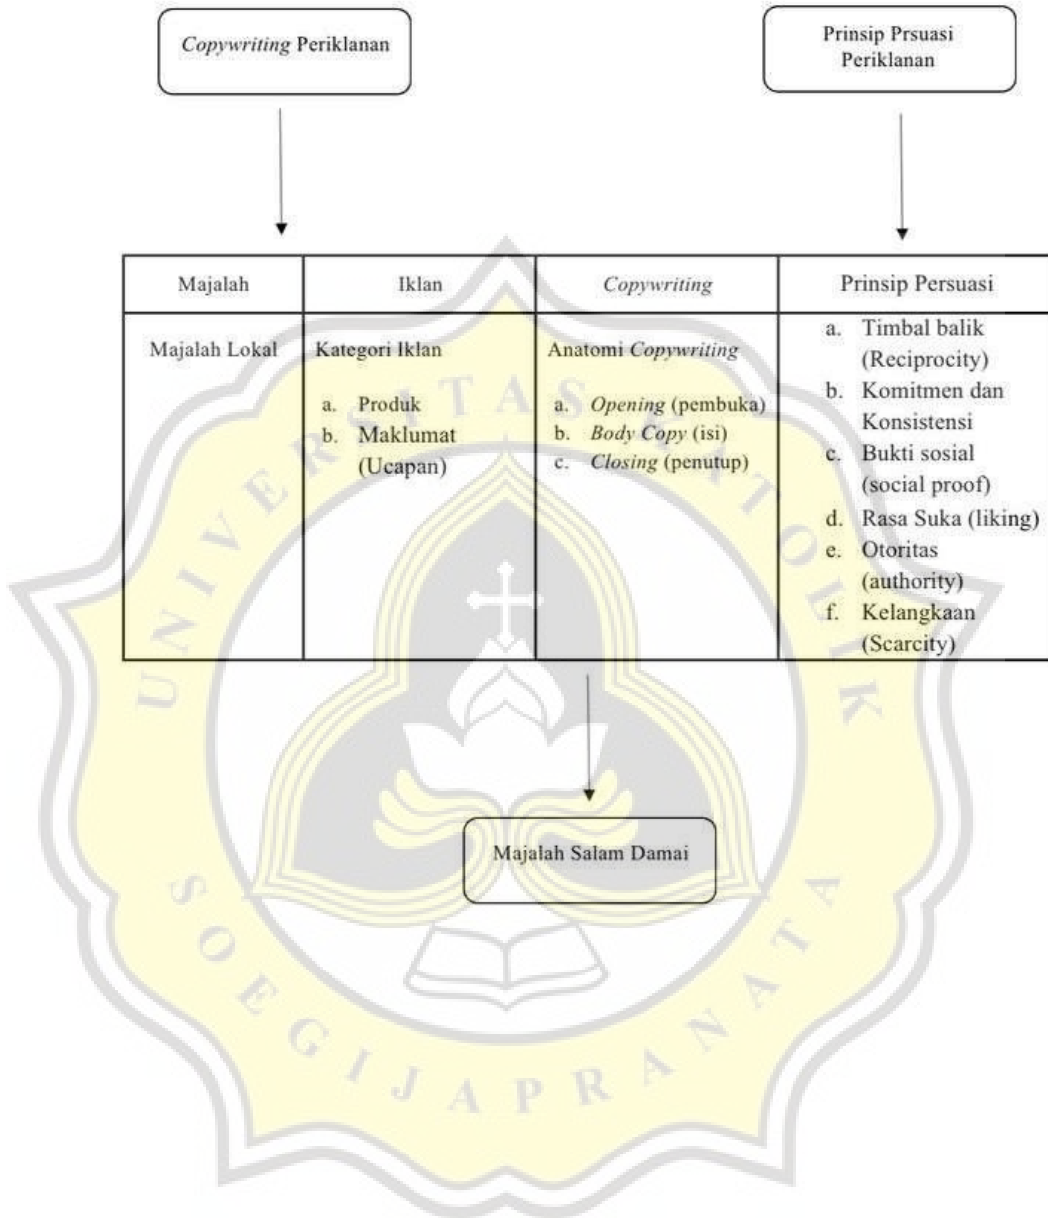 Copywriting Periklanan
Prinsip Prsuasi
Periklanan
Majalah
Iklan
Copywriting
Prinsip Persuasi
Majalah Lokal
Kategori Iklan
a. Produk
b. Maklumat
(Ucapan)
Anatomi Copywriting
a. Opening (pembuka)
b. Body Copy (isi)
c. Closing (penutup)
a. Timbal balik
(Reciprocity)
b. Komitmen dan
Konsistensi
c. Bukti sosial
(social proof)
d. Rasa Suka (liking)
e. Otoritas
(authority)
f. Kelangkaan
(Scarcity)
Majalah Salam Damai
UNIVERSITAS KATOLIK
SOEGIJAPRANATA